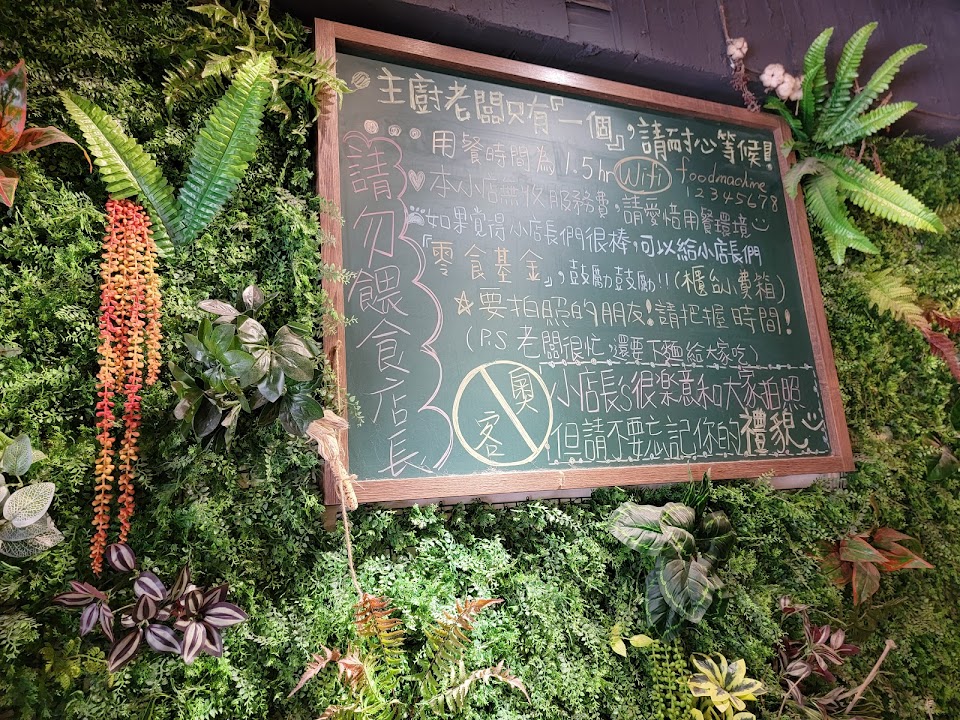 主廚老闆只有『一個』，請耐心等候!
用餐時間為1.5hr Wifi foodmachine
12345678
本小店無收服務費，請愛惜用餐環境
如果覺得小店長們很棒，可以給小店長們
『零食基金』，鼓勵鼓勵!!(櫃台小費箱)
☆要拍照的朋友!請把握時間!
(P.S 老闆很忙，還要下麵給大家吃)
請勿餵食店長
奧客
小店長s很樂意和大家拍照
但請不要忘記你的禮貌